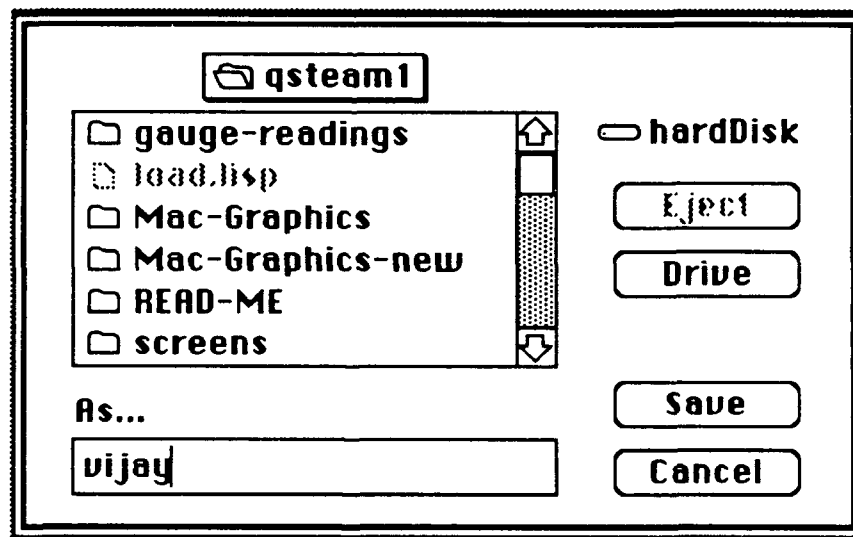 qsteam1
gauge-readings
load.lisp
Mac-Graphics
Mac-Graphics-new
READ-ME
screens
hardDisk
Eject
Drive
As...
vijay
Save
Cancel